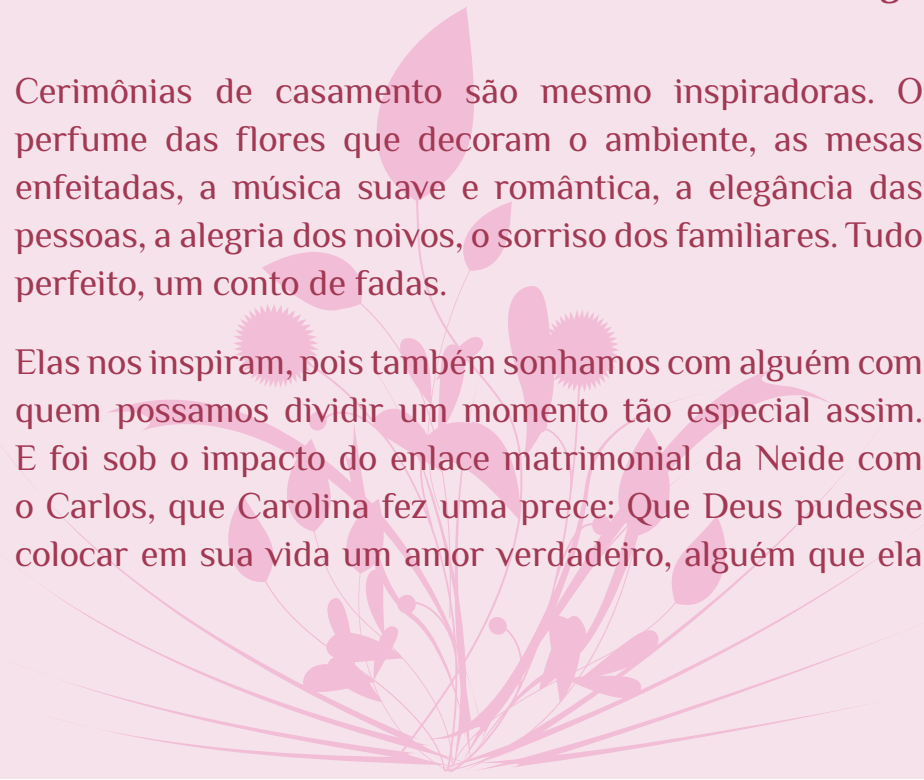 Cerimônias de casamento são mesmo inspiradoras. O
perfume das flores que decoram o ambiente, as mesas
enfeitadas, a música suave e romântica, a elegância das
pessoas, a alegria dos noivos, o sorriso dos familiares. Tudo
perfeito, um conto de fadas.
Elas nos inspiram, pois também sonhamos com alguém com
quem possamos dividir um momento tão especial assim.
E foi sob o impacto do enlace matrimonial da Neide com
o Carlos, que Carolina fez uma prece: Que Deus pudesse
colocar em sua vida um amor verdadeiro, alguém que ela